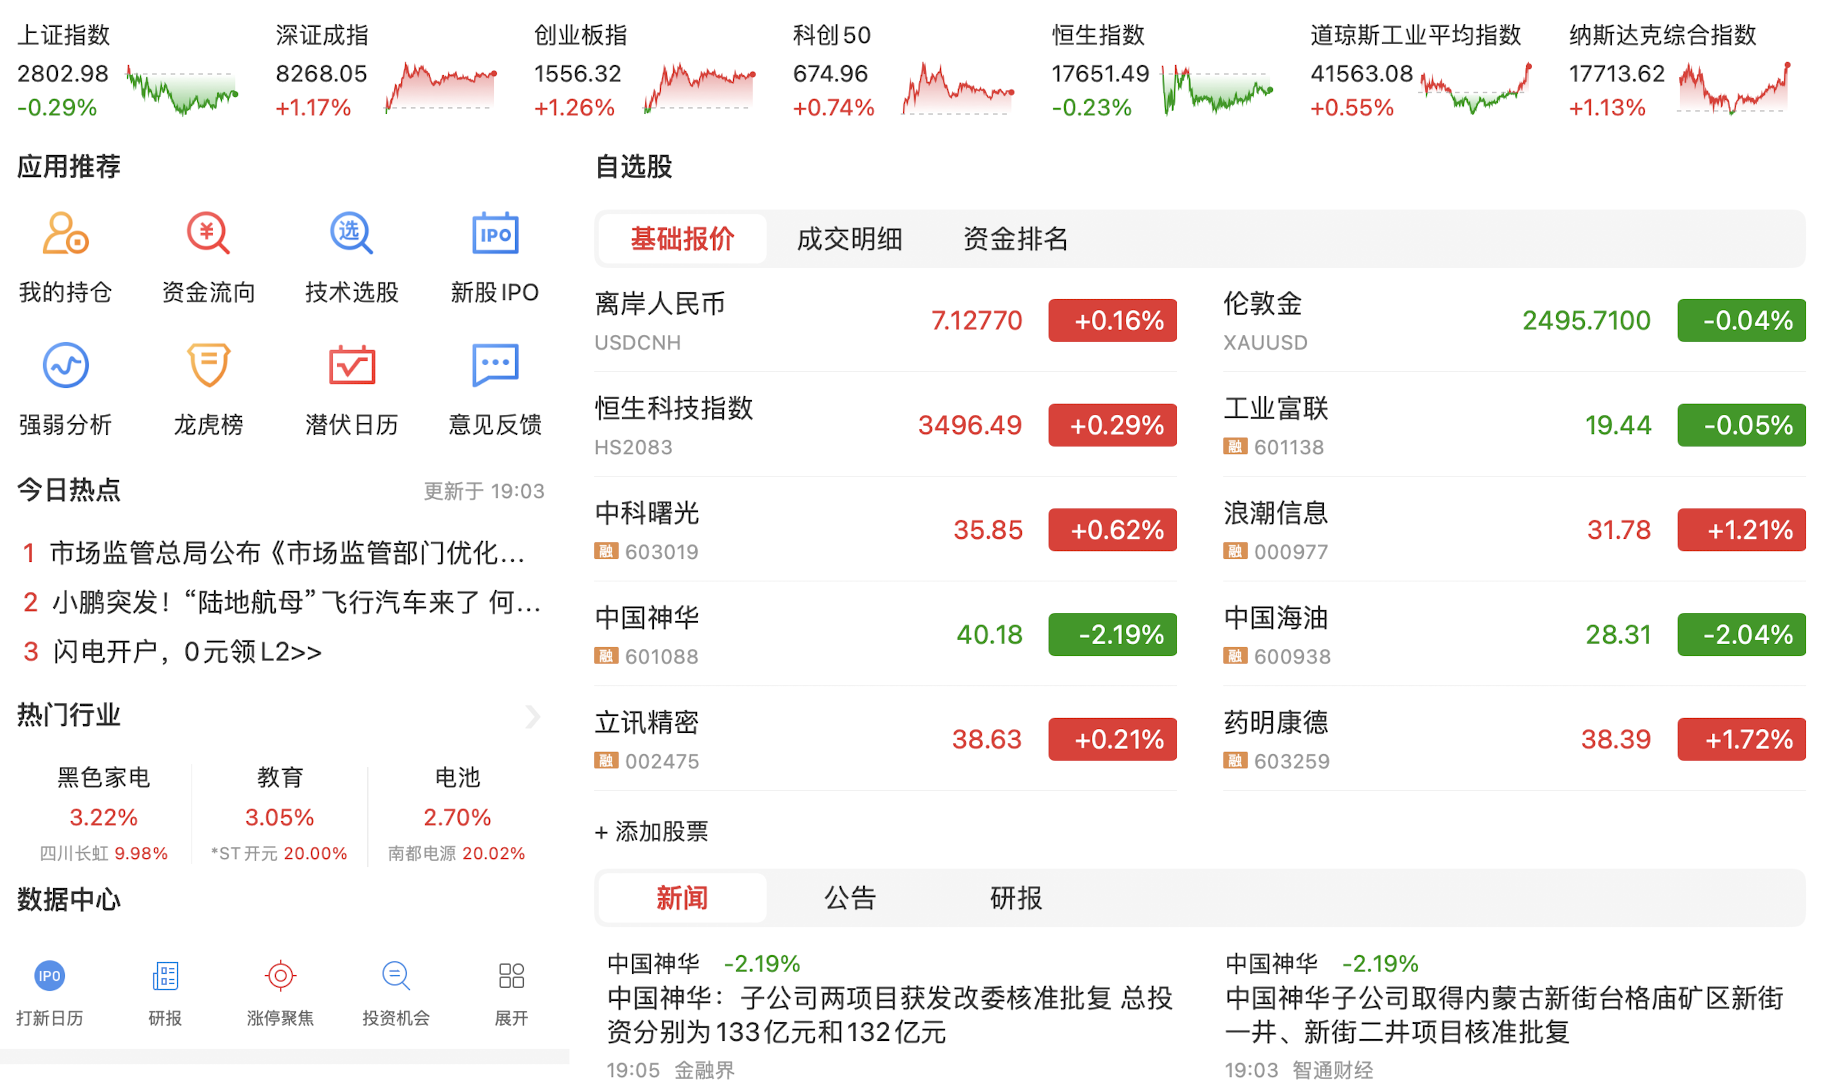 上证指数
2802.98
-0.29%
深证成指
8268.05
+1.17%
创业板指
1556.32
+1.26%
科创50
674.96
+0.74%
恒生指数
17651.49
-0.23%
道琼斯工业平均指数
41563.08
+0.55%
纳斯达克综合指数
17713.62
+1.13%
应用推荐
我的持仓
¥
资金流向
选
技术选股
IPO
新股IPO
强弱分析
龙虎榜
潜伏日历
意见反馈
今日热点
更新于 19:03
1 市场监管总局公布《市场监管部门优化...
2 小鹏突发！“陆地航母”飞行汽车来了 何...
3 闪电开户，0元领L2>>
热门行业
黑色家电
3.22%
四川长虹 9.98%
教育
3.05%
*ST开元 20.00%
电池
2.70%
南都电源 20.02%
数据中心
IPO
打新日历
研报
涨停聚焦
投资机会
展开
自选股
基础报价
成交明细
资金排名
离岸人民币
USDCNH
7.12770
+0.16%
伦敦金
XAUUSD
2495.7100
-0.04%
恒生科技指数
HS2083
3496.49
+0.29%
工业富联
融 601138
19.44
-0.05%
中科曙光
融 603019
35.85
+0.62%
浪潮信息
融 000977
31.78
+1.21%
中国神华
融 601088
40.18
-2.19%
中国海油
融 600938
28.31
-2.04%
立讯精密
融 002475
38.63
+0.21%
药明康德
融 603259
38.39
+1.72%
+ 添加股票
新闻
公告
研报
中国神华 -2.19%
中国神华：子公司两项目获发改委核准批复 总投
资分别为133亿元和132亿元
19:05 金融界
中国神华 -2.19%
中国神华子公司取得内蒙古新街台格庙矿区新街
一井、新街二井项目核准批复
19:03 智通财经